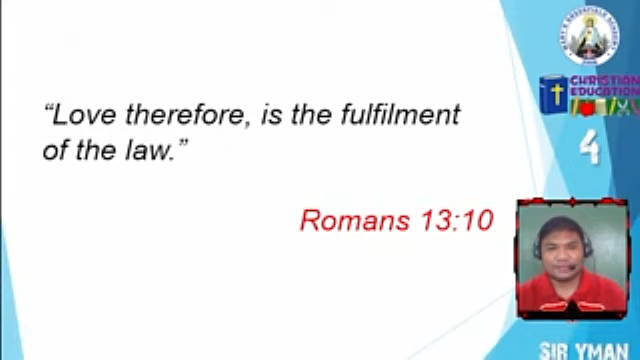 “Love therefore, is the fulfilment
of the law.”
Romans 13:10
CHRISTIAN
EDUCATION
4
SIR YMAN